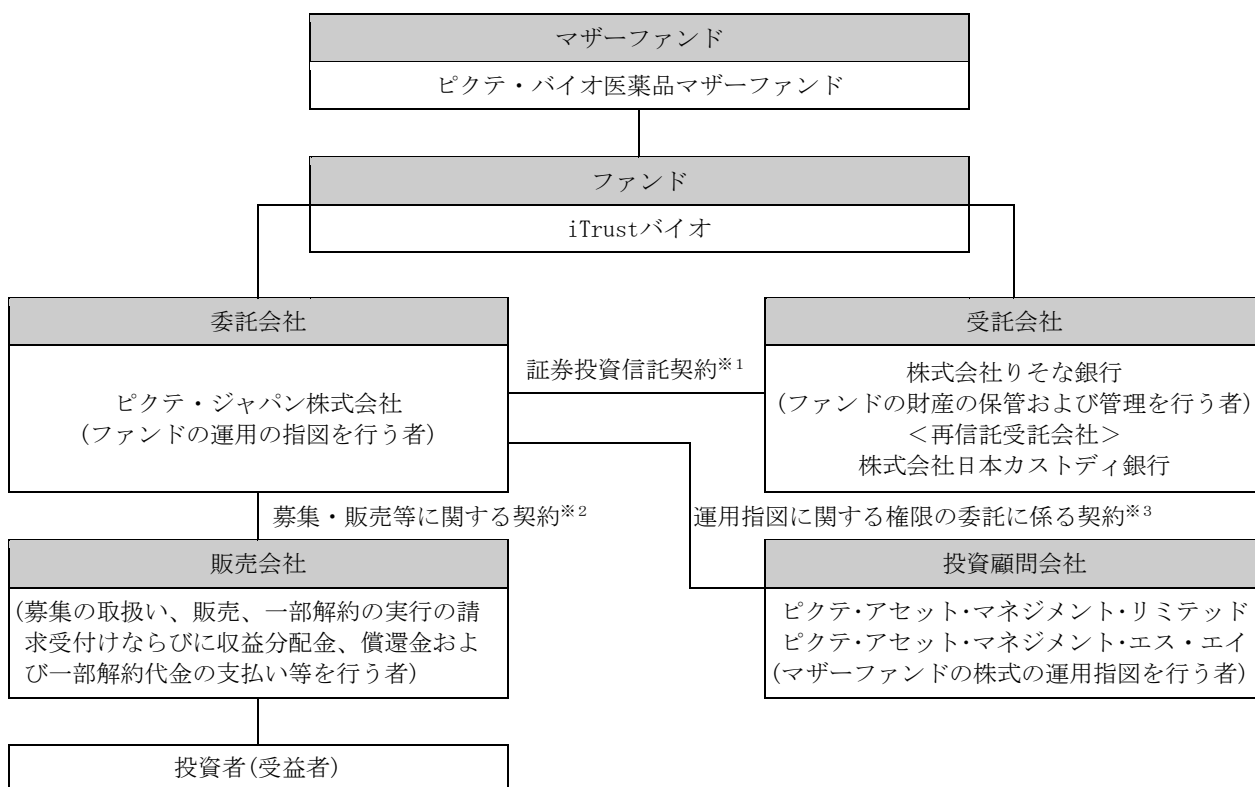 マザーファンド
ピクテ・バイオ医薬品マザーファンド
ファンド
iTrustバイオ
委託会社
ピクテ・ジャパン株式会社
(ファンドの運用の指図を行う者)
証券投資信託契約※1
受託会社
株式会社りそな銀行
(ファンドの財産の保管および管理を行う者)
＜再信託受託会社＞
株式会社日本カストディ銀行
募集・販売等に関する契約※2
運用指図に関する権限の委託に係る契約※3
販売会社
(募集の取扱い、販売、一部解約の実行の請
求受付けならびに収益分配金、償還金およ
び一部解約代金の支払い等を行う者)
投資顧問会社
ピクテ・アセット・マネジメント・リミテッド
ピクテ・アセット・マネジメント・エス・エイ
(マザーファンドの株式の運用指図を行う者)
投資者(受益者)